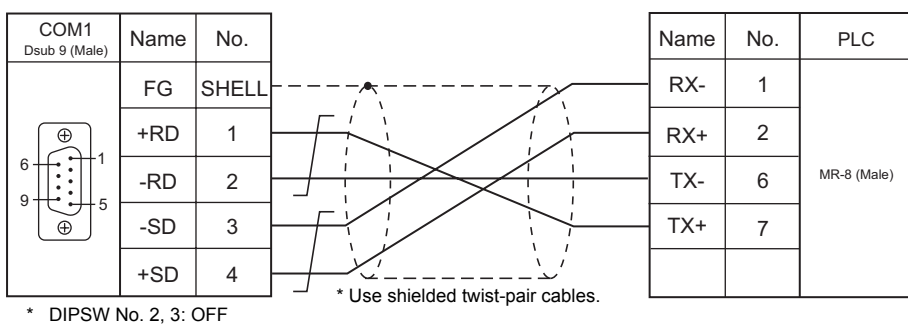 COM1
Dsub 9 (Male)
Name No.
FG SHELL
+RD 1
-RD 2
-SD 3
+SD 4
6 1
9 5
Name No. PLC
RX- 1
RX+ 2
TX- 6
TX+ 7
MR-8 (Male)
* Use shielded twist-pair cables.
* DIPSW No. 2, 3: OFF